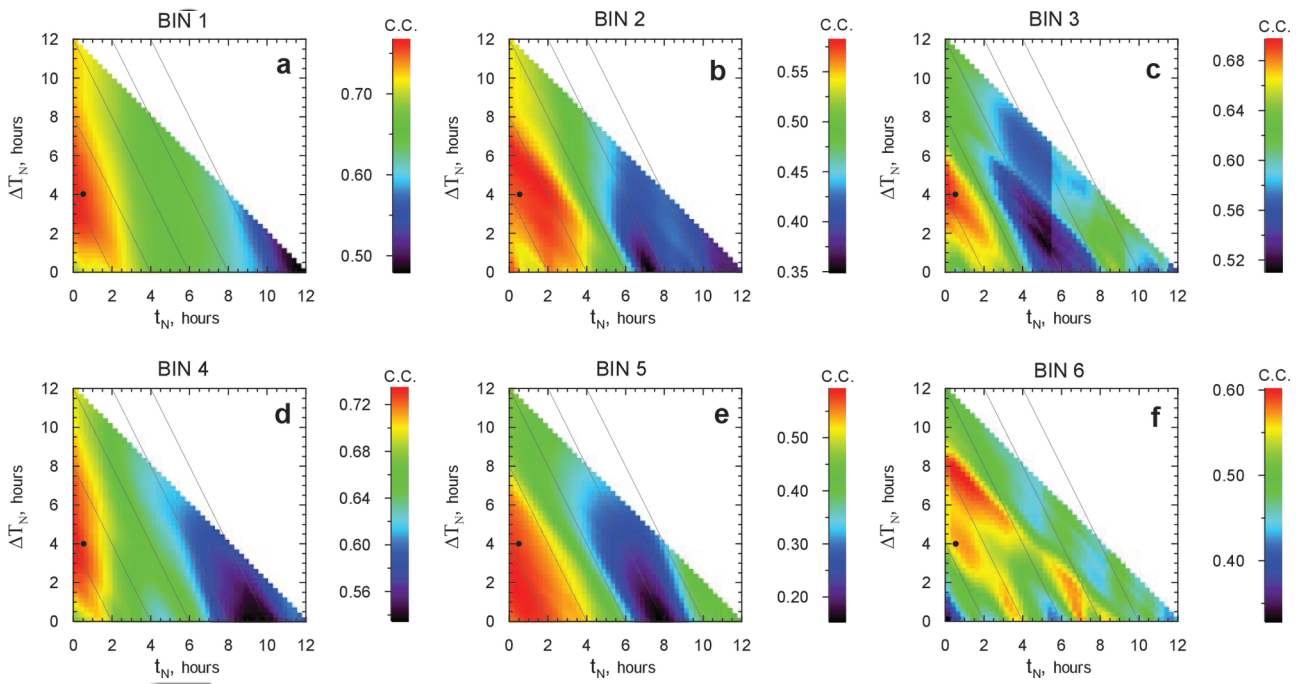 BIN 1
C.C.
a
12
10
8
6
4
2
0
ΔT_N, hours
0 2 4 6 8 10 12
t_N, hours
0.70
0.60
0.50
BIN 2
C.C.
b
12
10
8
6
4
2
0
ΔT_N, hours
0 2 4 6 8 10 12
t_N, hours
0.55
0.50
0.45
0.40
0.35
BIN 3
C.C.
c
12
10
8
6
4
2
0
ΔT_N, hours
0 2 4 6 8 10 12
t_N, hours
0.68
0.64
0.60
0.56
0.52
BIN 4
C.C.
d
12
10
8
6
4
2
0
ΔT_N, hours
0 2 4 6 8 10 12
t_N, hours
0.72
0.68
0.64
0.60
0.56
BIN 5
C.C.
e
12
10
8
6
4
2
0
ΔT_N, hours
0 2 4 6 8 10 12
t_N, hours
0.50
0.40
0.30
0.20
BIN 6
C.C.
f
12
10
8
6
4
2
0
ΔT_N, hours
0 2 4 6 8 10 12
t_N, hours
0.60
0.50
0.40